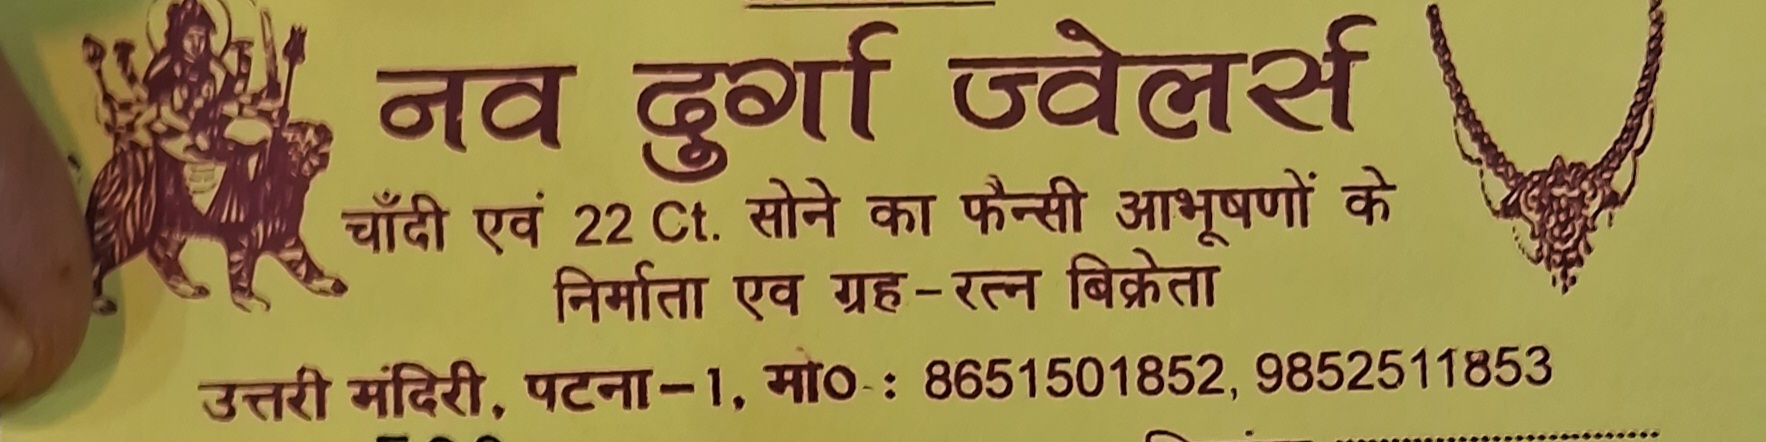 नव दुर्गा ज्वेलर्स
चाँदी एवं 22 Ct. सोने का फैन्सी आभूषणों के
निर्माता एव ग्रह-रत्न बिक्रेता
उत्तरी मंदिरी, पटना-1, मो० : 8651501852, 9852511853